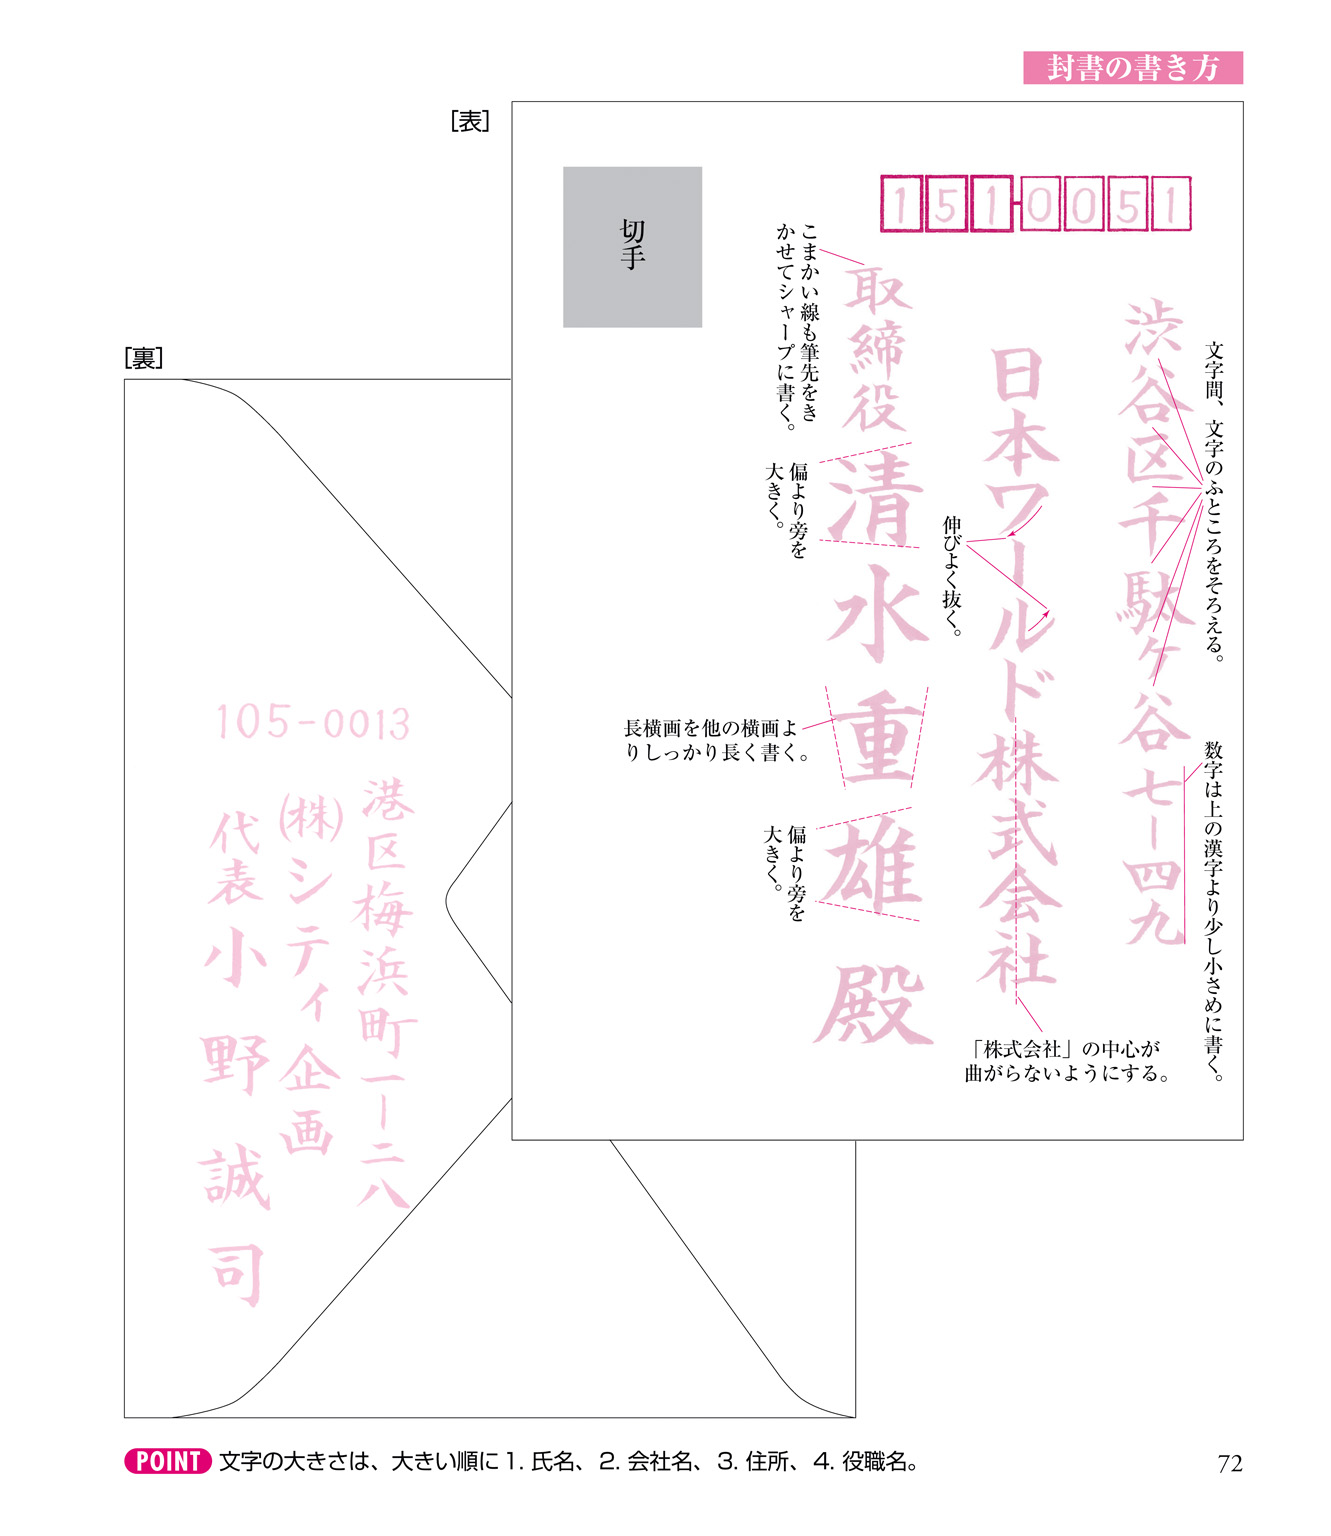 封書の書き方
[表]
切手
151-0051
文字間、文字のふところをそろえる。
渋谷区千駄ケ谷七ー四九
数字は上の漢字より少し小さめに書く。
日本ワールド株式会社
伸びよく抜く。
「株式会社」の中心が
曲がらないようにする。
取締役 清水重雄 殿
こまかい線も筆先をき
かせてシャープに書く。
偏より旁を
大きく。
長横画を他の横画よ
りしっかり長く書く。
偏より旁を
大きく。
[裏]
105-0013
港区梅浜町一ー二八
(株)シティ企画
代表 小野誠司
POINT 文字の大きさは、大きい順に1. 氏名、2. 会社名、3. 住所、4. 役職名。
72